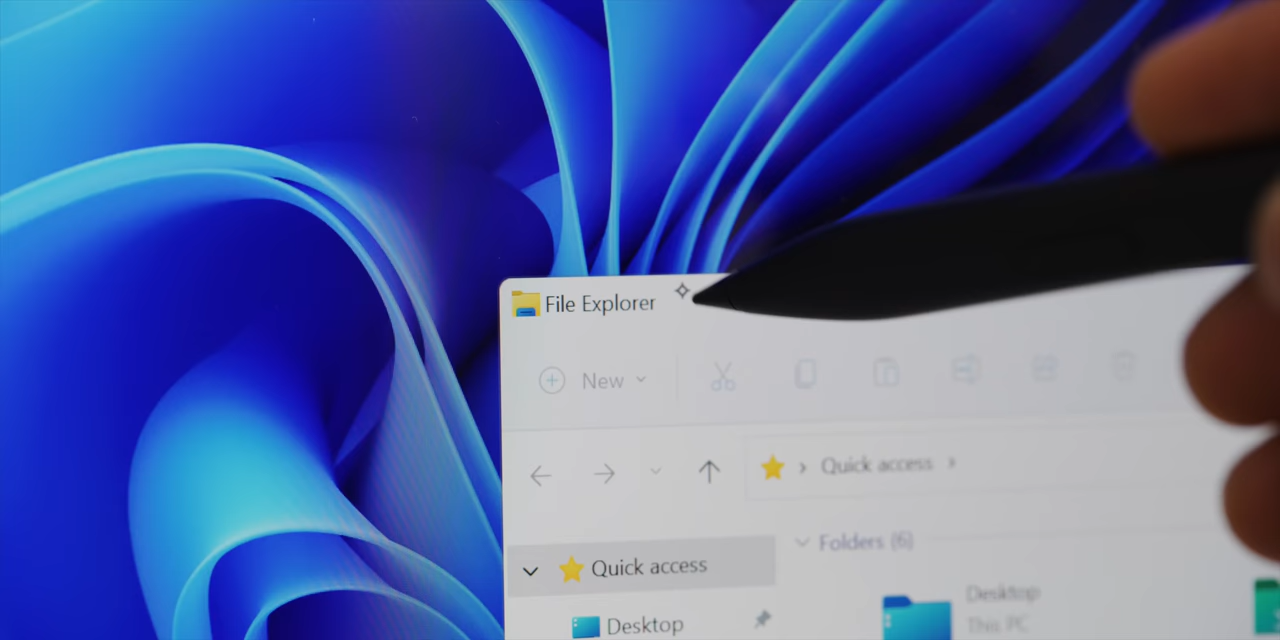 File Explorer
New
Quick access
Quick access
Folders (6)
Desktop
Desktop
This PC